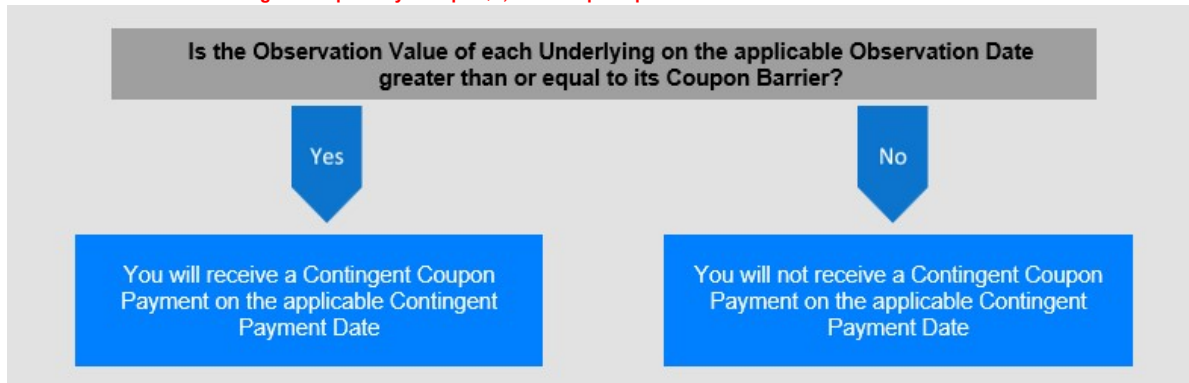 Is the Observation Value of each Underlying on the applicable Observation Date
greater than or equal to its Coupon Barrier?
Yes
No
You will receive a Contingent Coupon
Payment on the applicable Contingent
Payment Date
You will not receive a Contingent Coupon
Payment on the applicable Contingent
Payment Date